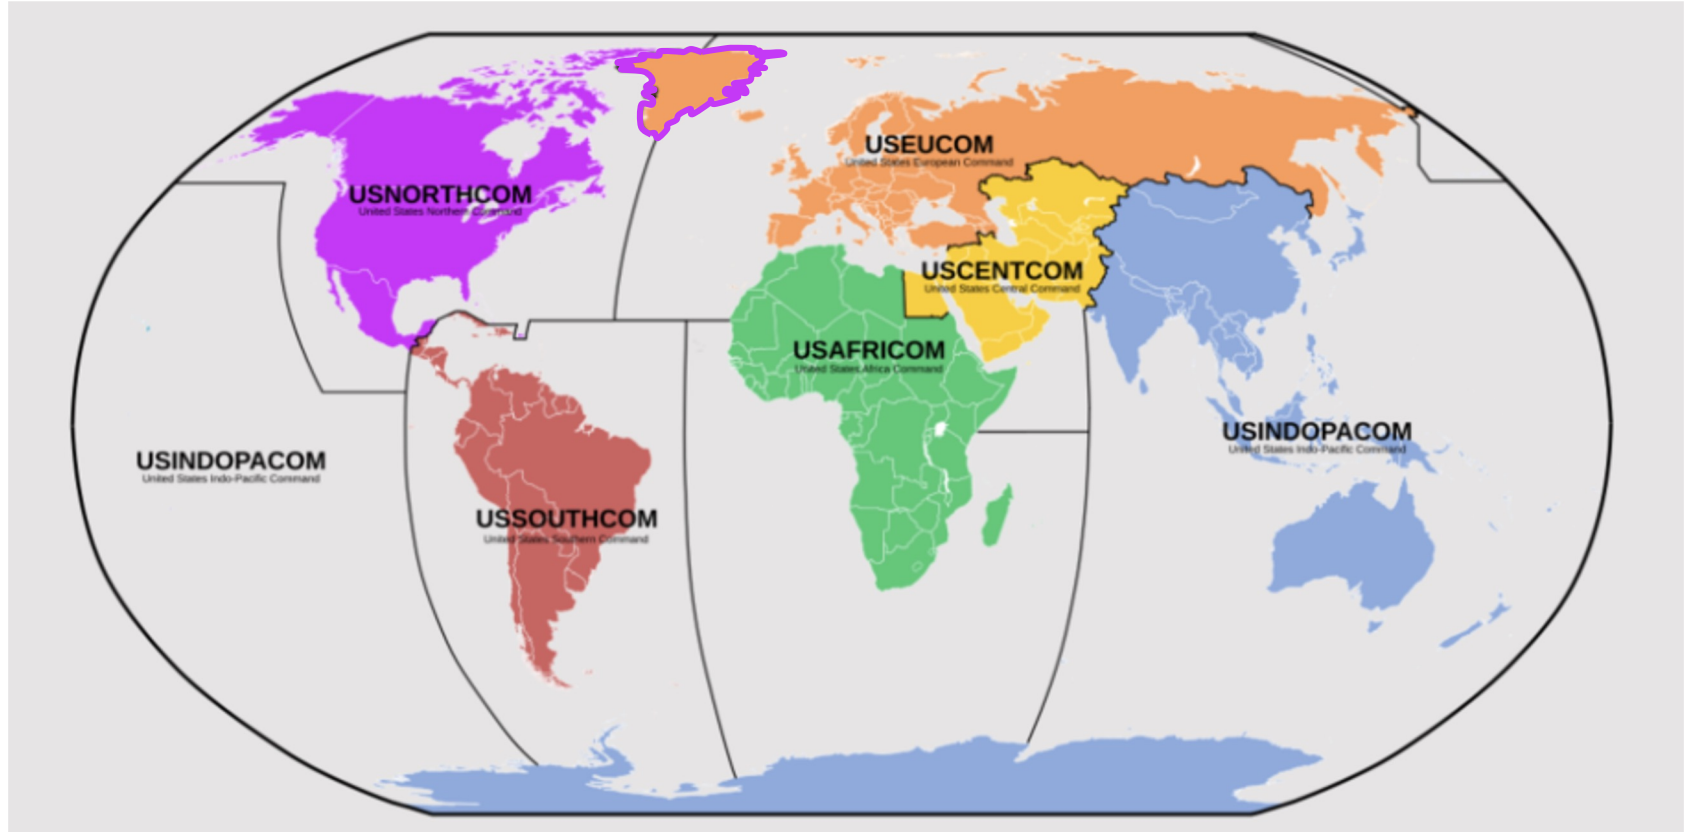 USEUCOM
United States European Command
USNORTHCOM
United States Northern Command
USCENTCOM
United States Central Command
USAFRICOM
United States Africa Command
USINDOPACOM
United States Indo-Pacific Command
USINDOPACOM
United States Indo-Pacific Command
USSOUTHCOM
United States Southern Command